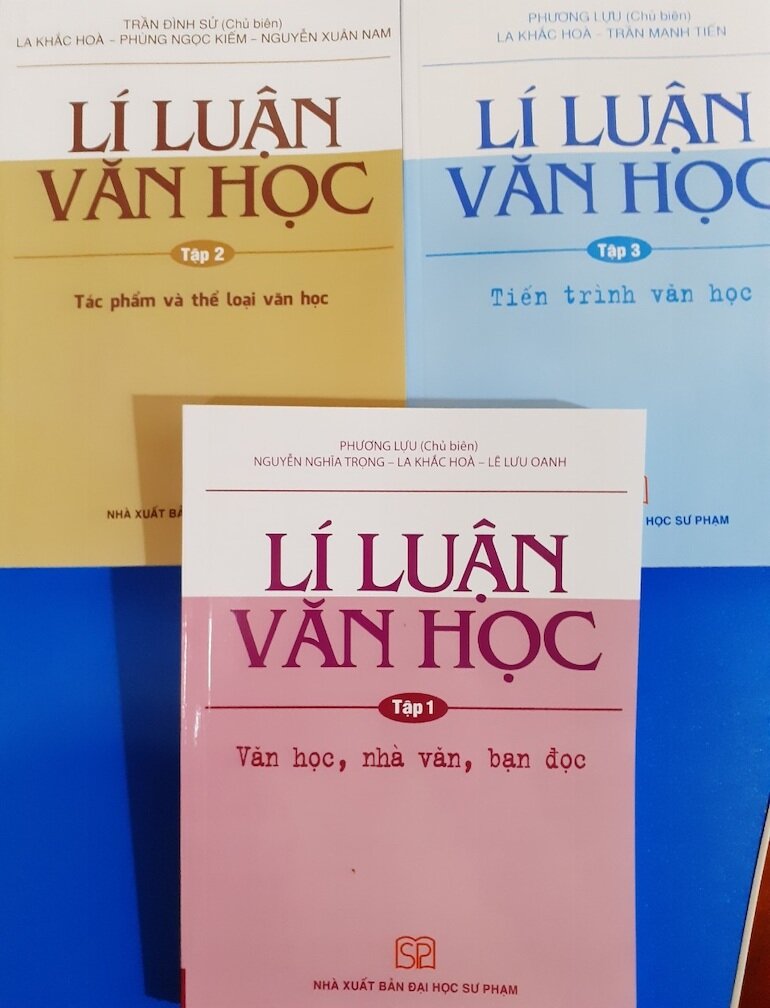 TRẦN ĐÌNH SỬ (Chủ biên)
LA KHẮC HOÀ – PHÙNG NGỌC KIẾM – NGUYỄN XUÂN NAM
LÍ LUẬN
VĂN HỌC
Tập 2
Tác phẩm và thể loại văn học
NHÀ XUẤT
PHƯƠNG LỰU (Chủ biên)
LA KHẮC HOÀ – TRẦN MẠNH TIẾN
LÍ LUẬN
VĂN HỌC
Tập 3
Tiến trình văn học
HỌC SƯ PHẠM
PHƯƠNG LỰU (Chủ biên)
NGUYỄN NGHĨA TRỌNG – LA KHẮC HOÀ – LÊ LƯU OANH
LÍ LUẬN
VĂN HỌC
Tập 1
Văn học, nhà văn, bạn đọc
SP
NHÀ XUẤT BẢN ĐẠI HỌC SƯ PHẠM